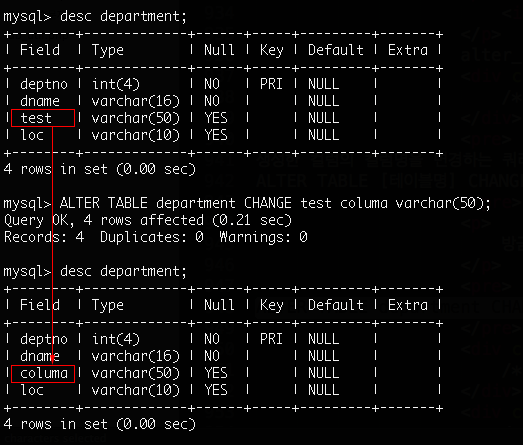 mysql> desc department;
+--------+-------------+------+-----+---------+-------+
| Field | Type | Null | Key | Default | Extra |
+--------+-------------+------+-----+---------+-------+
| deptno | int(4) | NO | PRI | NULL | |
| dname | varchar(16) | NO | | NULL | |
| test | varchar(50) | YES | | NULL | |
| loc | varchar(10) | YES | | NULL | |
+--------+-------------+------+-----+---------+-------+
4 rows in set (0.00 sec)
mysql> ALTER TABLE department CHANGE test columa varchar(50);
Query OK, 4 rows affected (0.21 sec)
Records: 4 Duplicates: 0 Warnings: 0
mysql> desc department;
+--------+-------------+------+-----+---------+-------+
| Field | Type | Null | Key | Default | Extra |
+--------+-------------+------+-----+---------+-------+
| deptno | int(4) | NO | PRI | NULL | |
| dname | varchar(16) | NO | | NULL | |
| columa | varchar(50) | YES | | NULL | |
| loc | varchar(10) | YES | | NULL | |
+--------+-------------+------+-----+---------+-------+
4 rows in set (0.00 sec)